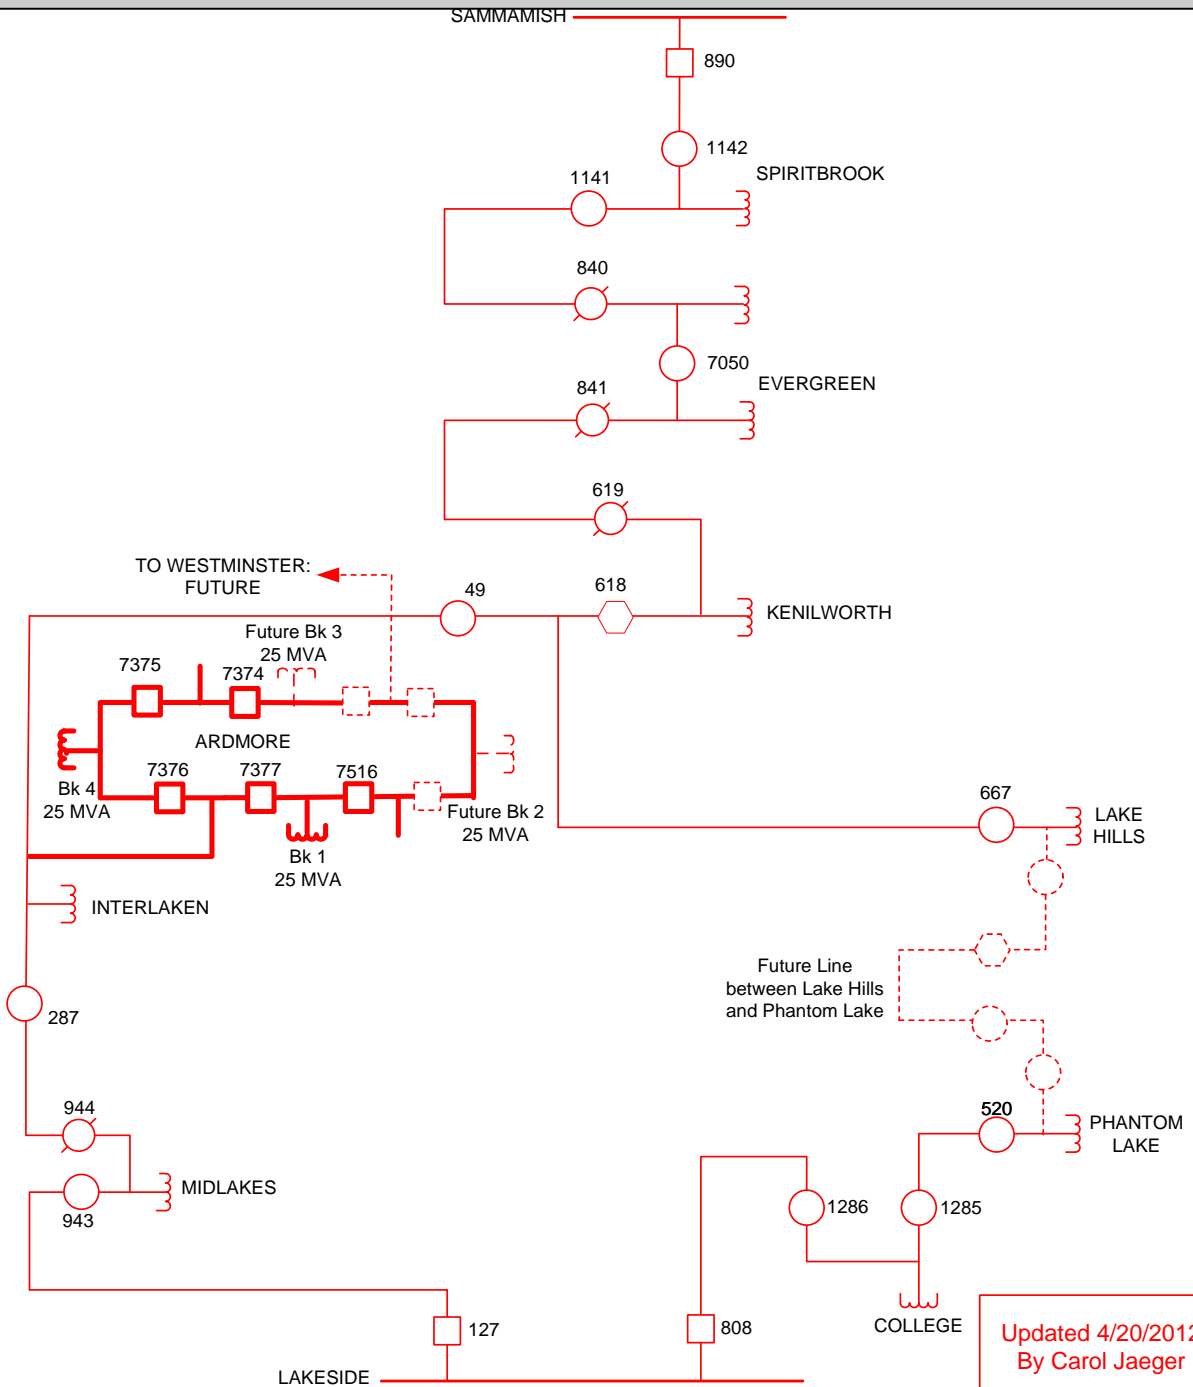 SAMMAMISH
890
1142
SPIRITBROOK
1141
840
7050
EVERGREEN
841
619
TO WESTMINSTER:
FUTURE
49
618
KENILWORTH
Future Bk 3
25 MVA
7375
7374
ARDMORE
7376
7377
7516
Bk 4
25 MVA
Future Bk 2
25 MVA
Bk 1
25 MVA
667
LAKE
HILLS
INTERLAKEN
Future Line
between Lake Hills
and Phantom Lake
287
944
520
PHANTOM
LAKE
MIDLAKES
943
1286
1285
127
808
COLLEGE
Updated 4/20/2012
By Carol Jaeger
LAKESIDE